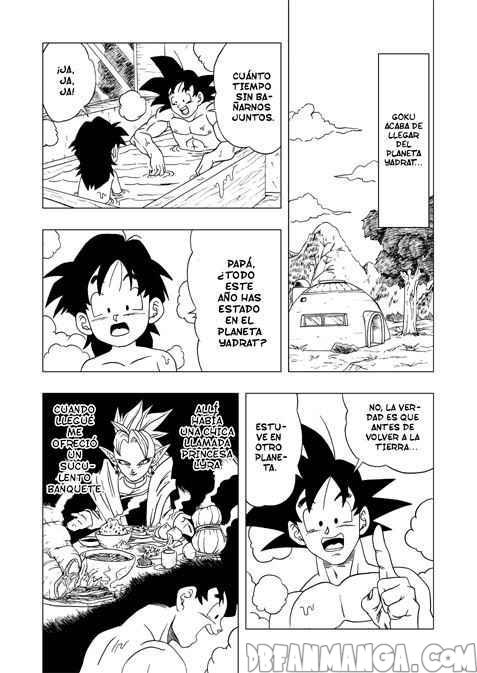 GOKU
ACABA DE
LLEGAR
DEL
PLANETA
YADRAT...
CUÁNTO
TIEMPO
SIN BA-
ÑARNOS
JUNTOS.
¡JA,
JA,
JA!
PAPÁ,
¿TODO
ESTE
AÑO HAS
ESTADO
EN EL
PLANETA
YADRAT?
NO, LA VER-
DAD ES QUE
ANTES DE
VOLVER A LA
TIERRA...
ESTU-
VE EN
OTRO
PLANE-
TA.
ALLÍ
HABÍA
UNA CHICA
LLAMADA
PRINCESA
LYRA
CUANDO
LLEGUÉ
ME
OFRECIÓ
UN
SUCU-
LENTO
BANQUETE.
DBFANMANGA.COM